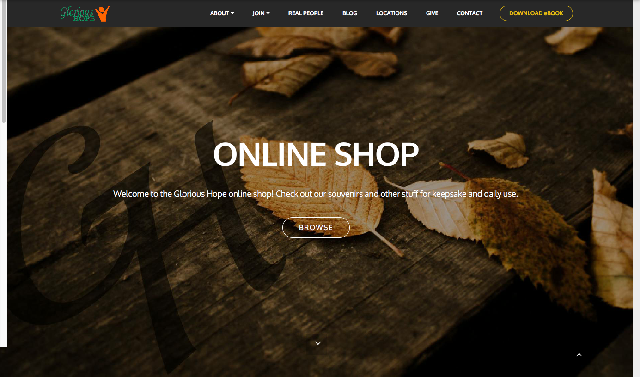 Glorious
HOPE
ABOUT
JOIN
REAL PEOPLE
BLOG
LOCATIONS
GIVE
CONTACT
DOWNLOAD eBOOK
GH
ONLINE SHOP
Welcome to the Glorious Hope online shop! Check out our souvenirs and other stuff for keepsake and daily use.
BROWSE